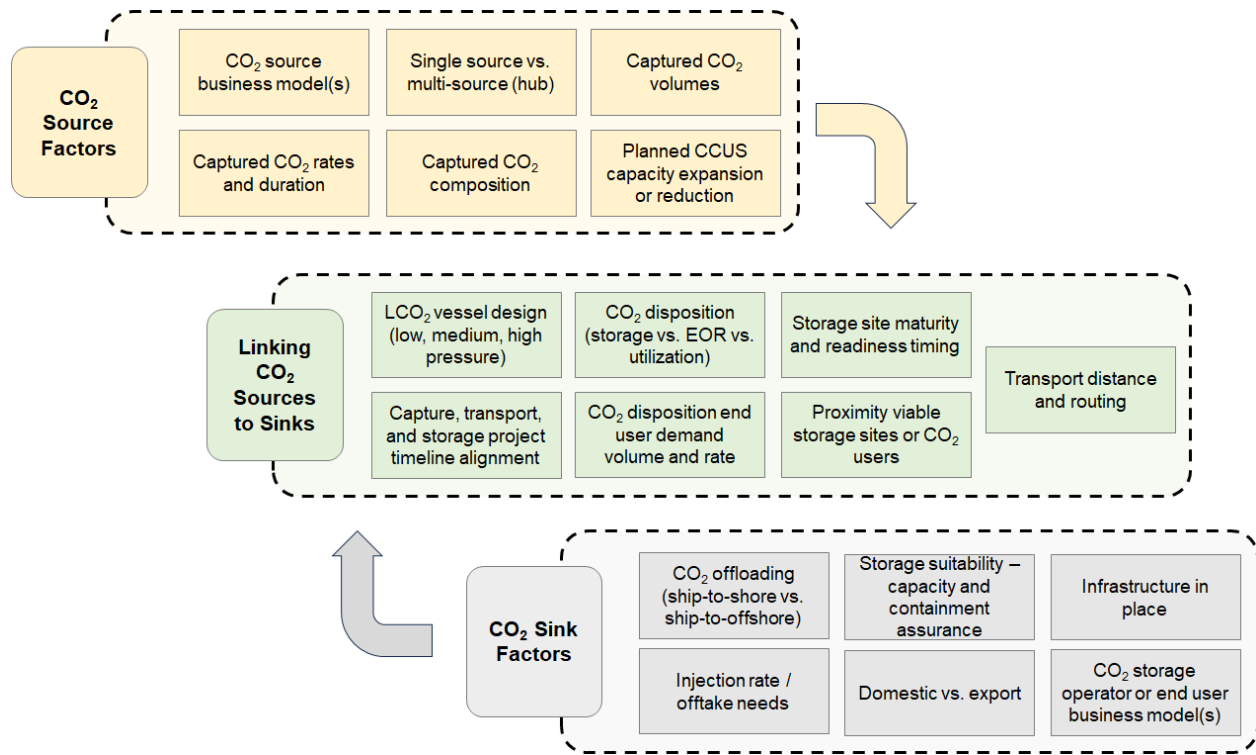 CO₂
Source
Factors
CO₂ source
business model(s)
Single source vs.
multi-source (hub)
Captured CO₂
volumes
Captured CO₂ rates
and duration
Captured CO₂
composition
Planned CCUS
capacity expansion
or reduction
Linking
CO₂
Sources
to Sinks
LCO₂ vessel design
(low, medium, high
pressure)
CO₂ disposition
(storage vs. EOR vs.
utilization)
Storage site maturity
and readiness timing
Transport distance
and routing
Capture, transport,
and storage project
timeline alignment
CO₂ disposition end
user demand
volume and rate
Proximity viable
storage sites or CO₂
users
CO₂ Sink
Factors
CO₂ offloading
(ship-to-shore vs.
ship-to-offshore)
Storage suitability –
capacity and
containment
assurance
Infrastructure in
place
Injection rate /
offtake needs
Domestic vs. export
CO₂ storage
operator or end user
business model(s)